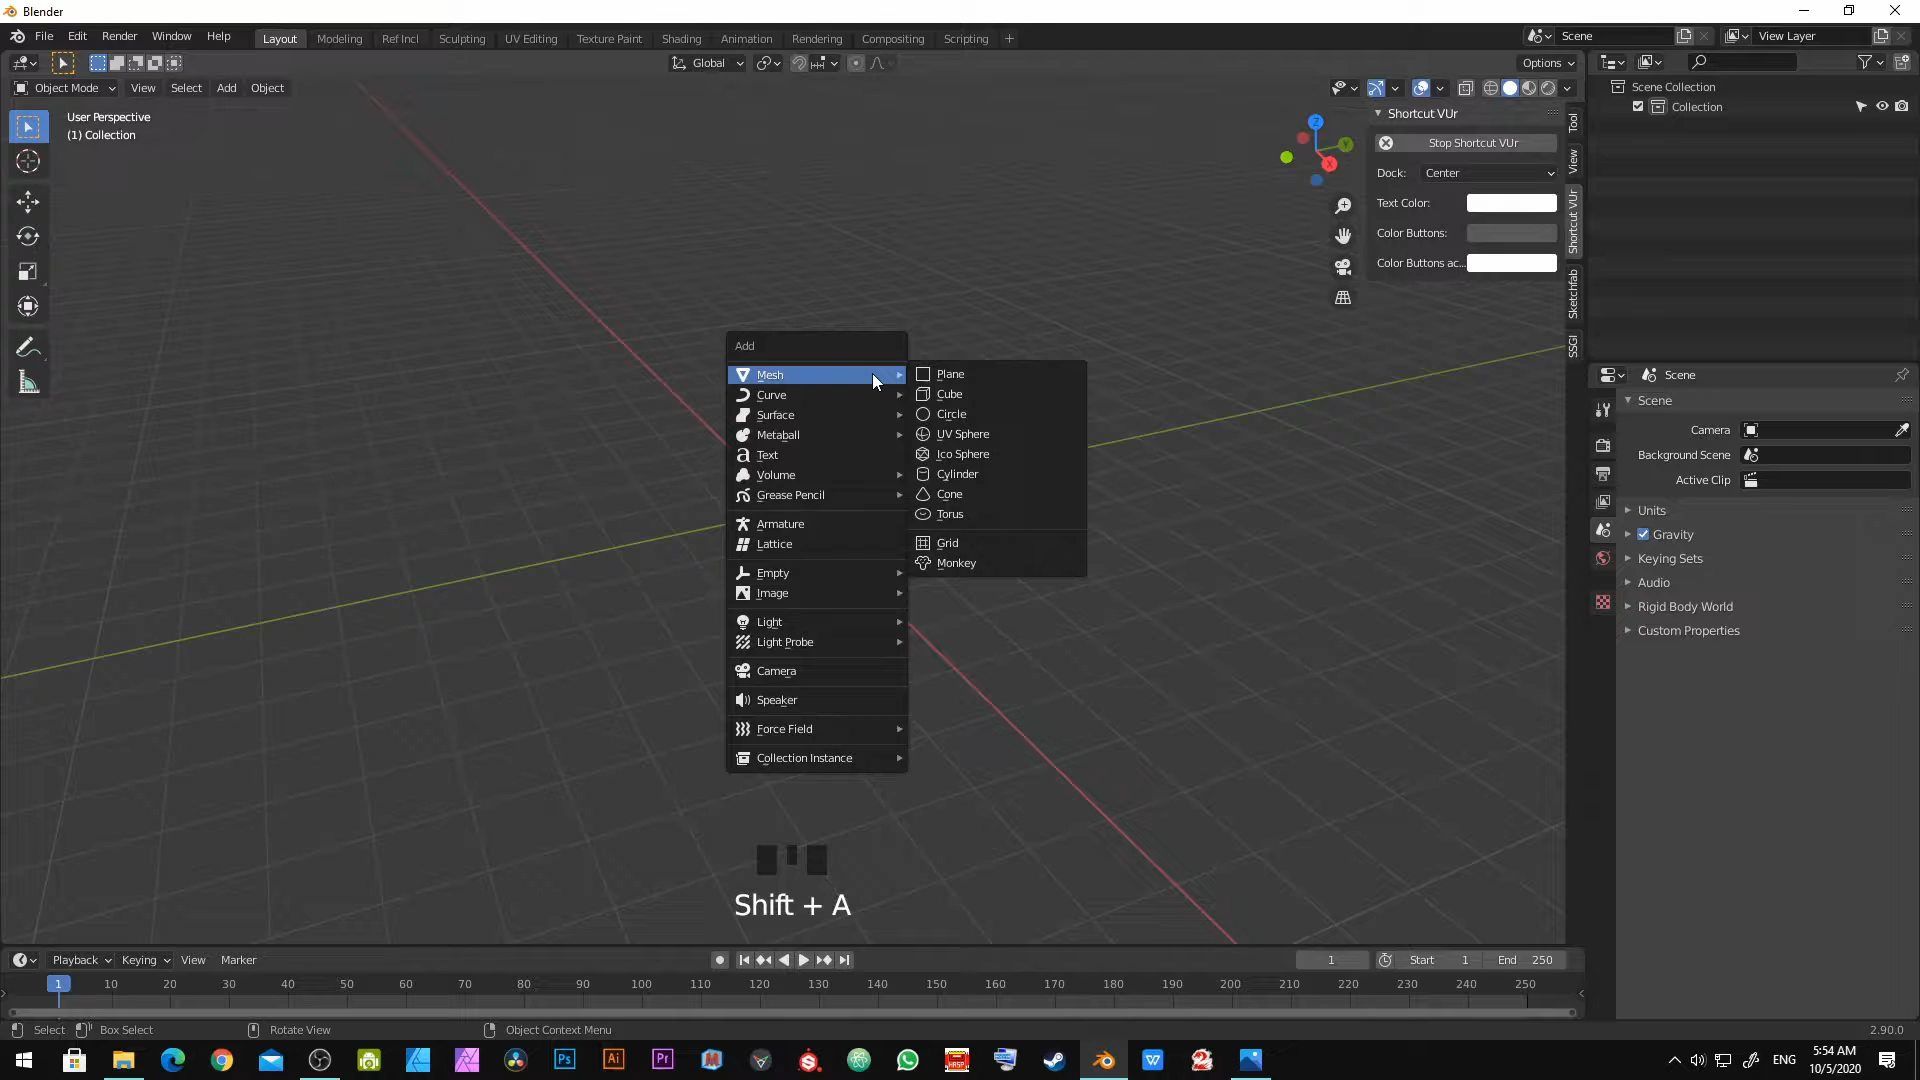 Blender
File Edit Render Window Help
Layout Modeling Ref Incl Sculpting UV Editing Texture Paint Shading Animation Rendering Compositing Scripting +
Scene
View Layer
Global
Options
Object Mode View Select Add Object
User Perspective
(1) Collection
Z
Y
X
Shortcut VUr
Stop Shortcut VUr
Dock: Center
Text Color:
Color Buttons:
Color Buttons ac...
Tool
View
Shortcut VUr
Sketchfab
SSGI
Scene Collection
Collection
Add
Mesh
Curve
Surface
Metaball
Text
Volume
Grease Pencil
Armature
Lattice
Empty
Image
Light
Light Probe
Camera
Speaker
Force Field
Collection Instance
Plane
Cube
Circle
UV Sphere
Ico Sphere
Cylinder
Cone
Torus
Grid
Monkey
Shift + A
Scene
Scene
Camera
Background Scene
Active Clip
Units
Gravity
Keying Sets
Audio
Rigid Body World
Custom Properties
Playback Keying View Marker
1 Start 1 End 250
1 10 20 30 40 50 60 70 80 90 100 110 120 130 140 150 160 170 180 190 200 210 220 230 240 250
Select Box Select Rotate View Object Context Menu 2.90.0
Ps Ai Pr
ENG
5:54 AM
10/5/2020